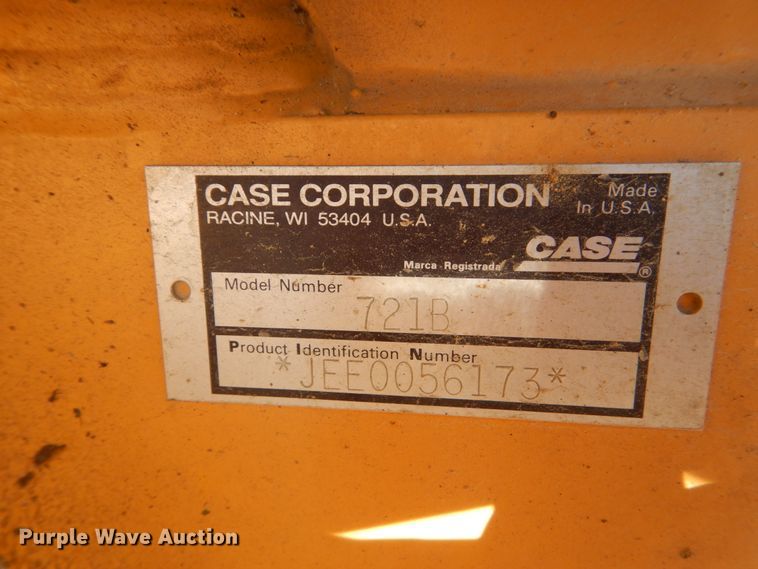 CASE CORPORATION
RACINE, WI 53404 U.S.A.
Made
In U.S.A.
CASE
®
Marca Registrada
Model Number
721B
Product Identification Number
*JEE0056173*
Purple Wave Auction